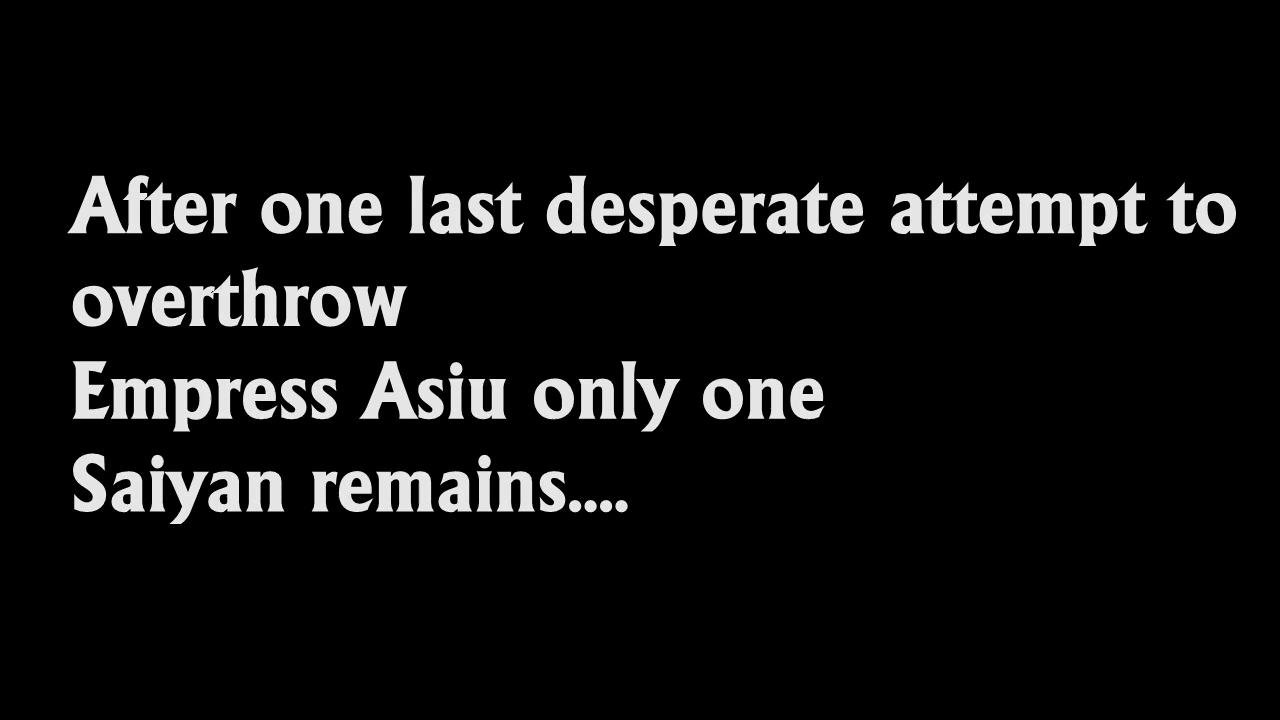 After one last desperate attempt to
overthrow
Empress Asiu only one
Saiyan remains....